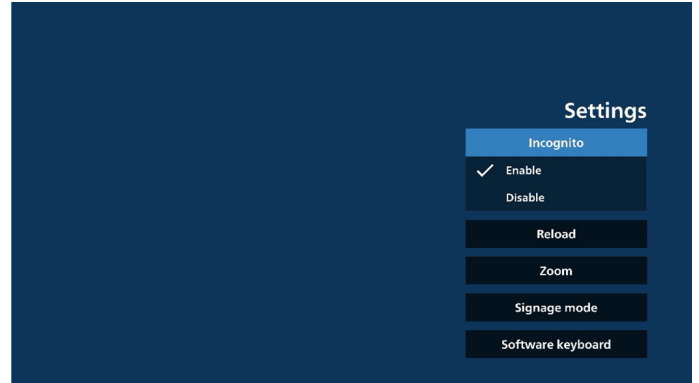 Settings
Incognito
Enable
Disable
Reload
Zoom
Signage mode
Software keyboard